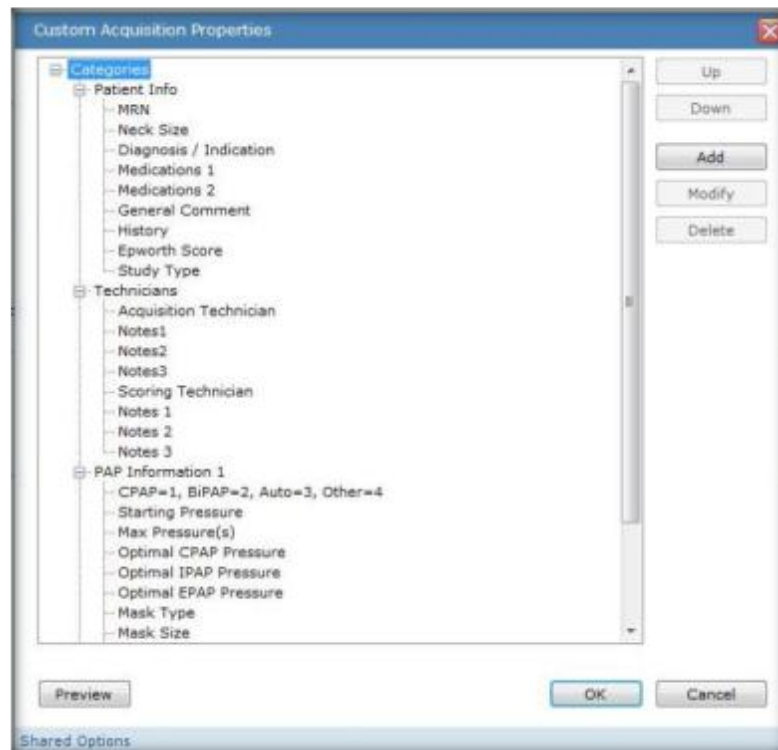 Custom Acquisition Properties
Categories
Patient Info
MRN
Neck Size
Diagnosis / Indication
Medications 1
Medications 2
General Comment
History
Epworth Score
Study Type
Technicians
Acquisition Technician
Notes1
Notes2
Notes3
Scoring Technician
Notes 1
Notes 2
Notes 3
PAP Information 1
CPAP=1, BiPAP=2, Auto=3, Other=4
Starting Pressure
Max Pressure(s)
Optimal CPAP Pressure
Optimal IPAP Pressure
Optimal EPAP Pressure
Mask Type
Mask Size
Up
Down
Add
Modify
Delete
Preview
OK
Cancel
Shared Options